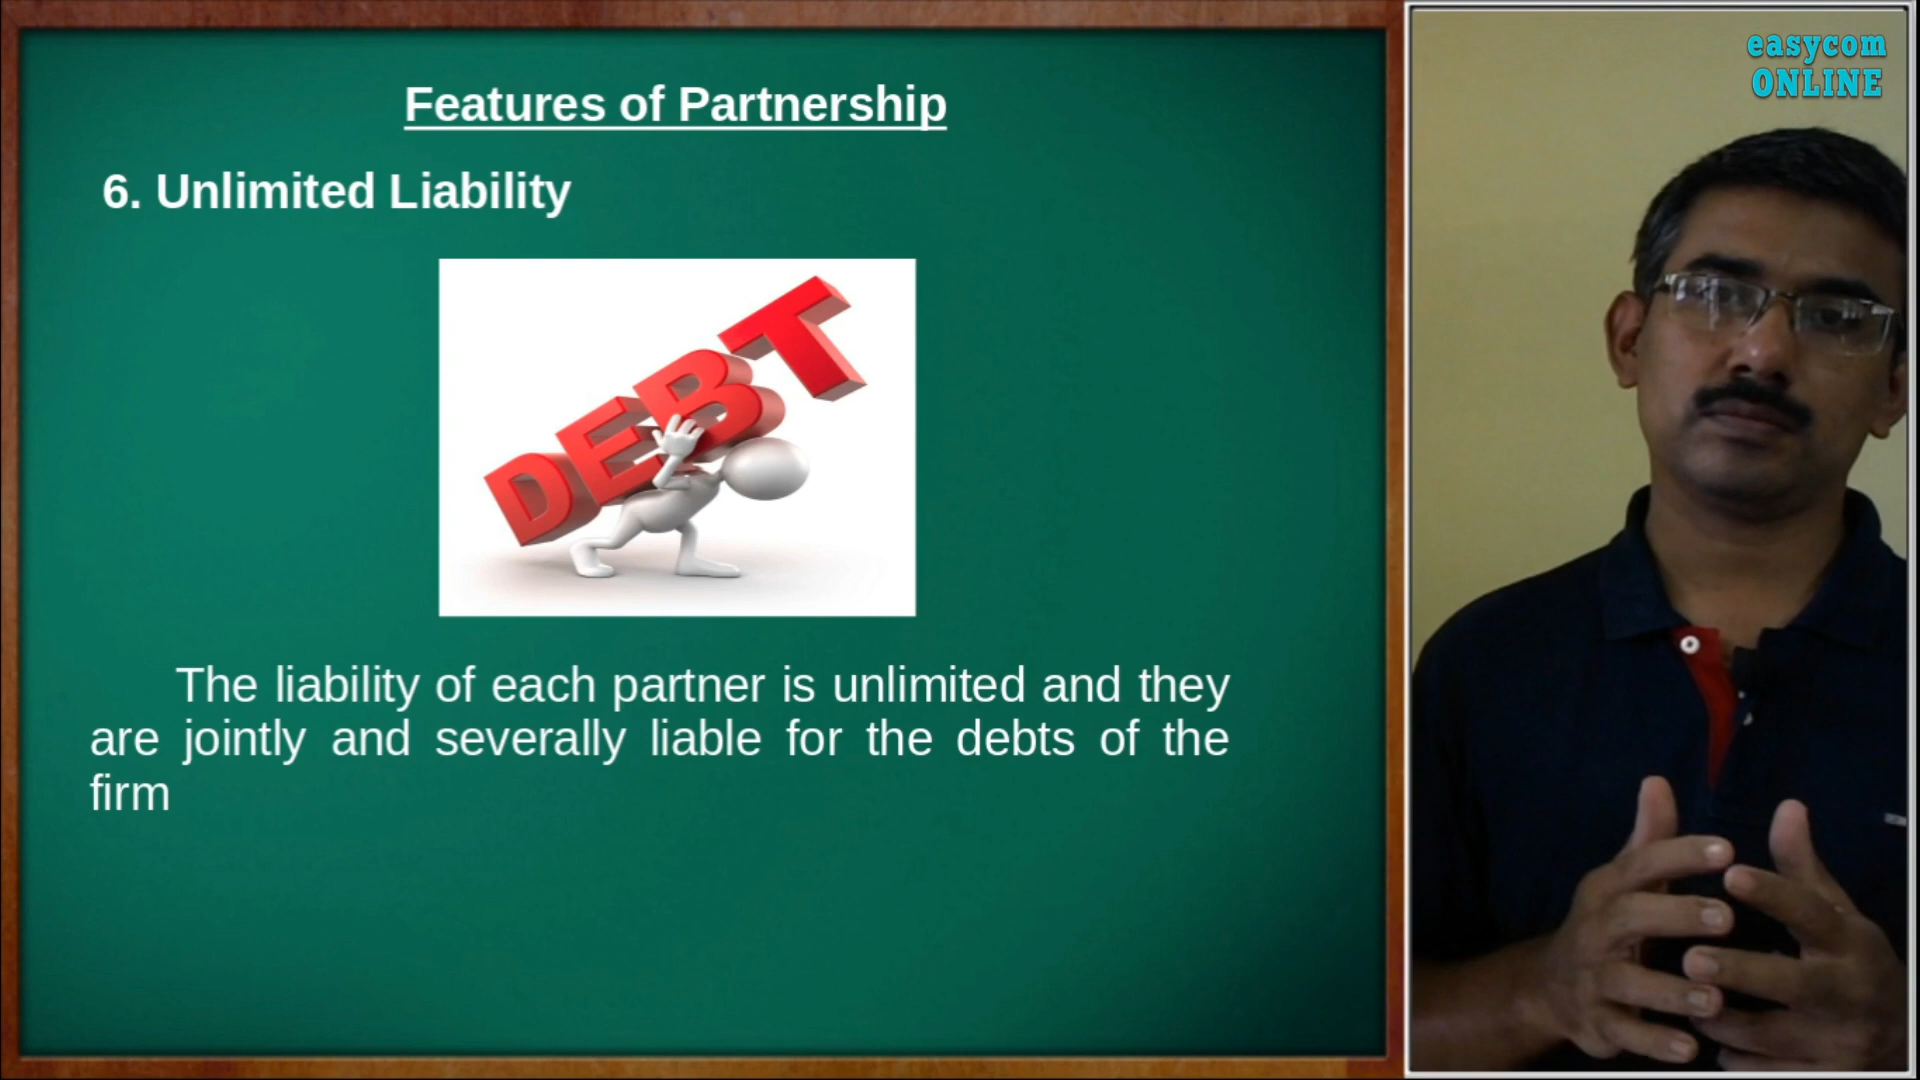 Features of Partnership
6. Unlimited Liability
DEBT
The liability of each partner is unlimited and they
are jointly and severally liable for the debts of the
firm
easycom
ONLINE